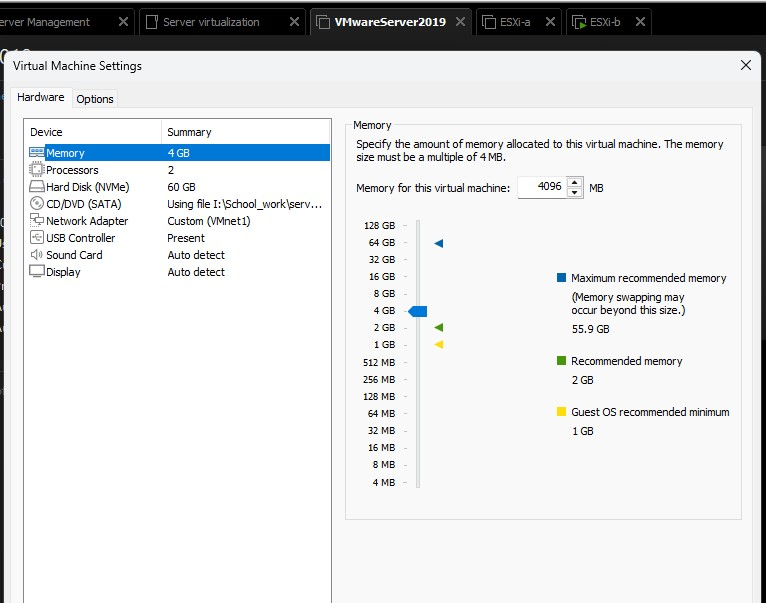 erver Management
Server virtualization
VMwareServer2019
ESXi-a
ESXi-b
Virtual Machine Settings
Hardware
Options
Device Summary
Memory 4 GB
Processors 2
Hard Disk (NVMe) 60 GB
CD/DVD (SATA) Using file I:\School_work\serv...
Network Adapter Custom (VMnet1)
USB Controller Present
Sound Card Auto detect
Display Auto detect
Memory
Specify the amount of memory allocated to this virtual machine. The memory
size must be a multiple of 4 MB.
Memory for this virtual machine: 4096 MB
128 GB
64 GB
32 GB
16 GB
8 GB
4 GB
2 GB
1 GB
512 MB
256 MB
128 MB
64 MB
32 MB
16 MB
8 MB
4 MB
Maximum recommended memory
(Memory swapping may
occur beyond this size.)
55.9 GB
Recommended memory
2 GB
Guest OS recommended minimum
1 GB